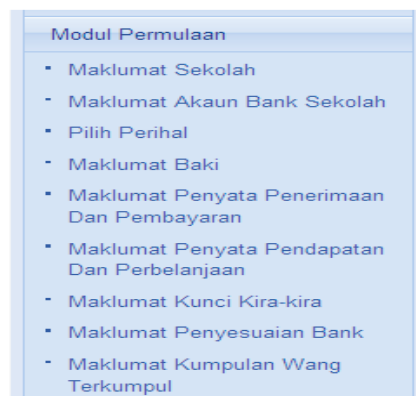 Modul Permulaan
Maklumat Sekolah
Maklumat Akaun Bank Sekolah
Pilih Perihal
Maklumat Baki
Maklumat Penyata Penerimaan
Dan Pembayaran
Maklumat Penyata Pendapatan
Dan Perbelanjaan
Maklumat Kunci Kira-kira
Maklumat Penyesuaian Bank
Maklumat Kumpulan Wang
Terkumpul